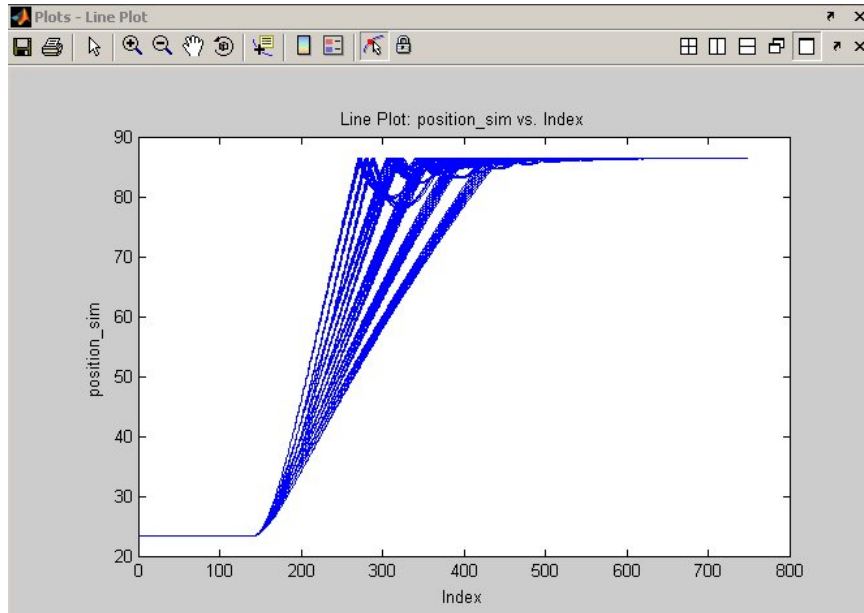 Plots - Line Plot
Line Plot: position_sim vs. Index
90
80
70
60
50
40
30
20
position_sim
0 100 200 300 400 500 600 700 800
Index